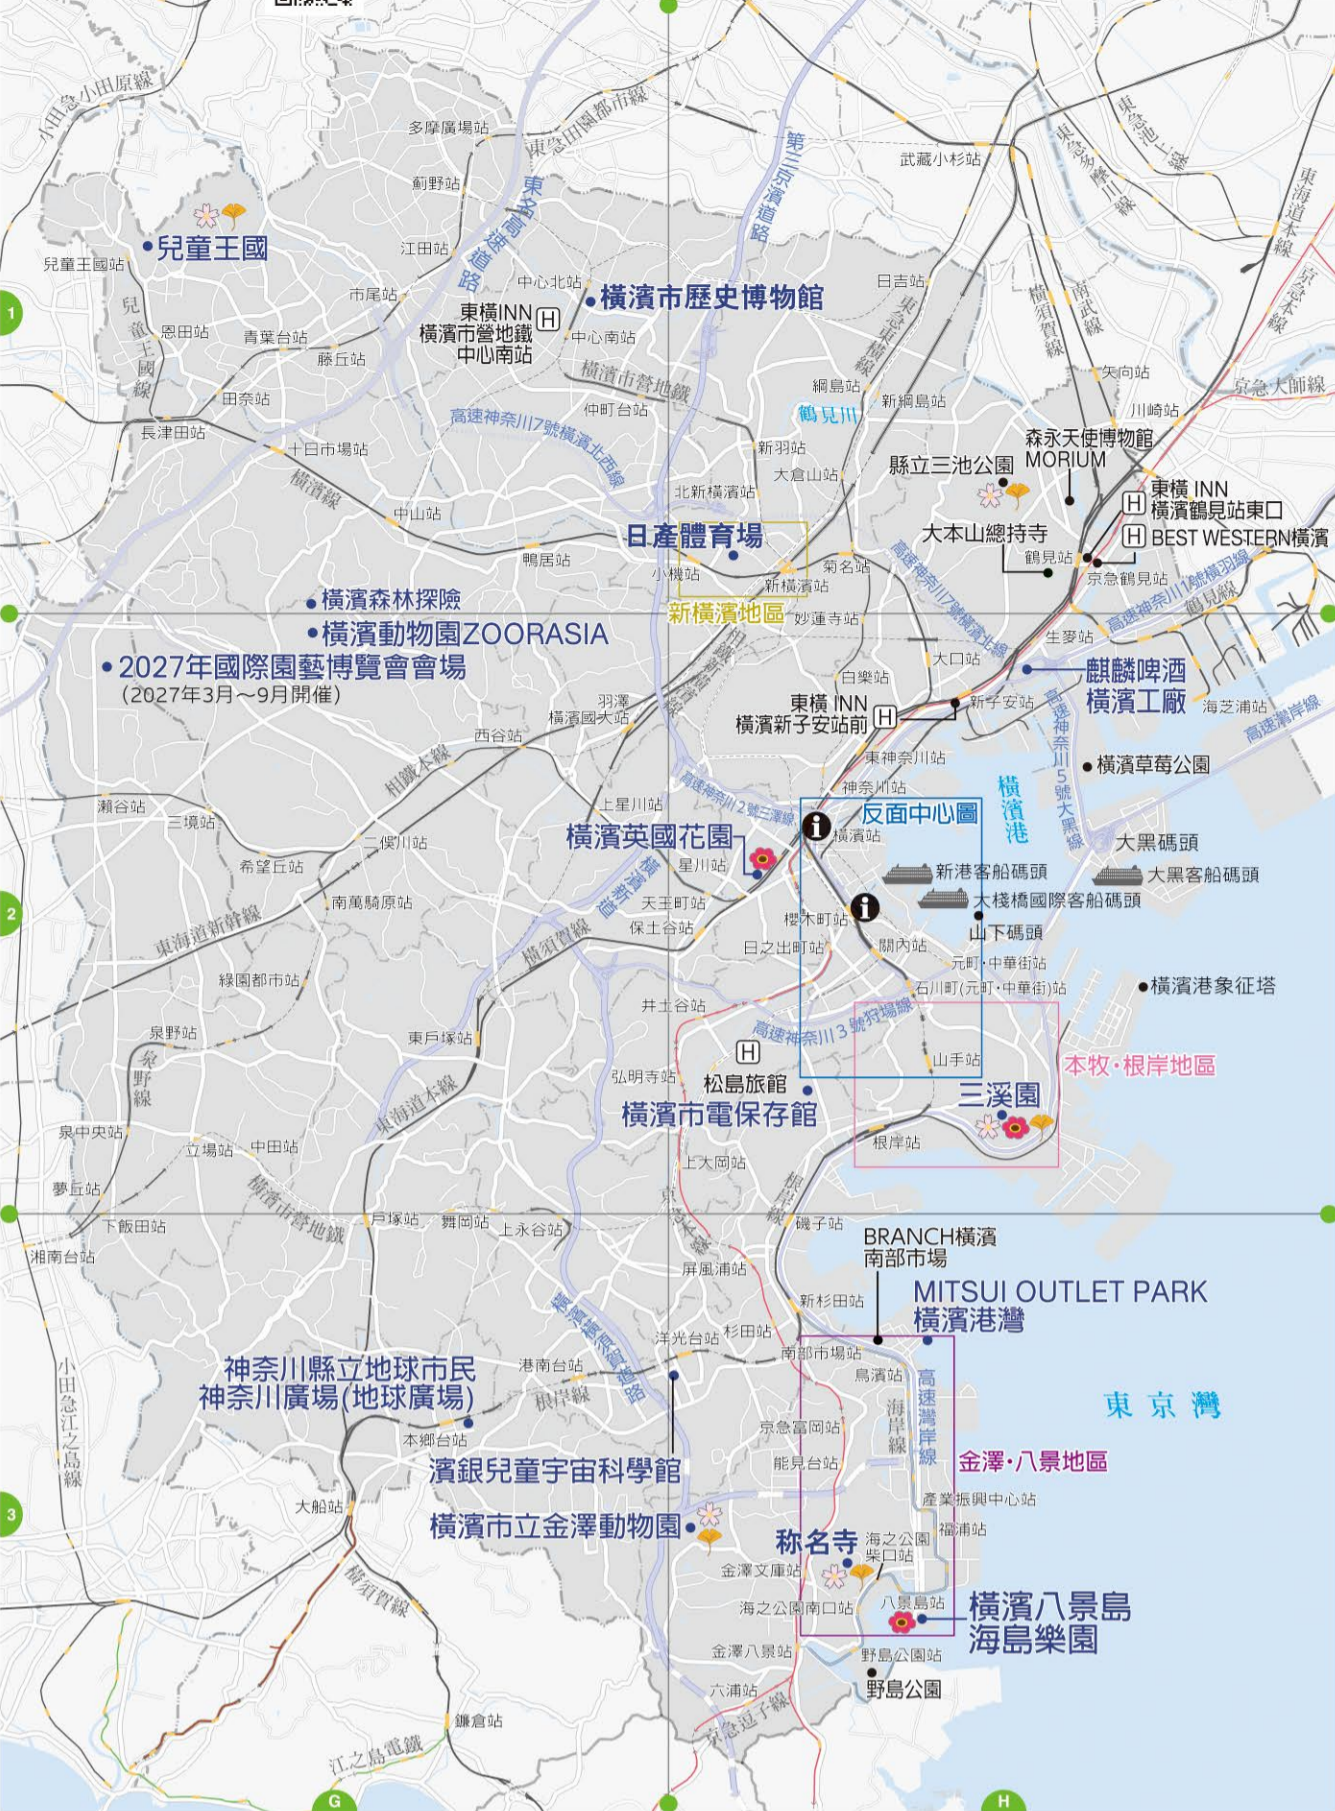 小田急小田原線
多摩廣場站
東急田園都市線
第三京濱道路
武藏小杉站
東急多摩川線
東急池上線
東海道本線
薊野站
東名高速道路
京急本線
兒童王國
兒童王國站
江田站
中心北站
日吉站
南武線
橫須賀線
市尾站
橫濱市歷史博物館
東急東橫線
東橫INN
橫濱市營地鐵
中心南站
H
1
兒童王國線
恩田站
青葉台站
藤丘站
中心南站
橫濱市營地鐵
矢向站
京急大師線
田奈站
仲町台站
綱島站
新綱島站
鶴見川
川崎站
長津田站
高速神奈川7號橫濱北西線
十日市場站
新羽站
大倉山站
縣立三池公園
森永天使博物館
MORIUM
橫濱線
北新橫濱站
H
東橫 INN
橫濱鶴見站東口
中山站
日產體育場
大本山總持寺
H
BEST WESTERN橫濱
鴨居站
小機站
新橫濱站
菊名站
鶴見站
京急鶴見站
高速神奈川7號橫濱北線
高速神奈川1號橫羽線
鶴見線
橫濱森林探險
新橫濱地區
妙蓮寺站
橫濱動物園ZOORASIA
相鐵新橫濱線
大口站
生麥站
2027年國際園藝博覽會會場
(2027年3月～9月開催)
白樂站
麒麟啤酒
橫濱工廠
羽澤
橫濱國大站
東橫 INN
橫濱新子安站前
H
新子安站
海芝浦站
高速灣岸線
西谷站
相鐵本線
東神奈川站
神奈川站
高速神奈川5號大黑線
橫濱草莓公園
高速神奈川2號三澤線
橫濱港
瀨谷站
三境站
上星川站
反面中心圖
橫濱英國花園
i
橫濱站
二俣川站
希望丘站
星川站
大黑碼頭
新港客船碼頭
大黑客船碼頭
橫濱新道
南萬騎原站
天王町站
大棧橋國際客船碼頭
2
東海道新幹線
保土谷站
櫻木町站
i
山下碼頭
橫須賀線
日之出町站
關內站
元町·中華街站
綠園都市站
石川町(元町·中華街)站
橫濱港象征塔
井土谷站
高速神奈川3號狩場線
泉野站
東戶塚站
H
山手站
本牧·根岸地區
泉野線
弘明寺站
松島旅館
橫濱市電保存館
三溪園
東海道本線
泉中央站
立場站
中田站
根岸站
上大岡站
根岸線
夢丘站
橫濱市營地鐵
京急本線
下飯田站
戶塚站
舞岡站
上永谷站
磯子站
湘南台站
BRANCH橫濱
南部市場
屏風浦站
MITSUI OUTLET PARK
橫濱港灣
新杉田站
橫濱橫須賀道路
洋光台站
杉田站
南部市場站
小田急江之島線
神奈川縣立地球市民
神奈川廣場(地球廣場)
港南台站
根岸線
鳥濱站
高速灣岸線
海岸線
東京灣
本鄉台站
京急富岡站
濱銀兒童宇宙科學館
能見台站
金澤·八景地區
產業振興中心站
3
大船站
橫濱市立金澤動物園
福浦站
称名寺
海之公園
柴口站
金澤文庫站
橫須賀線
海之公園南口站
八景島站
橫濱八景島
海島樂園
金澤八景站
野島公園站
野島公園
六浦站
京急逗子線
鎌倉站
江之島電鐵
G
H